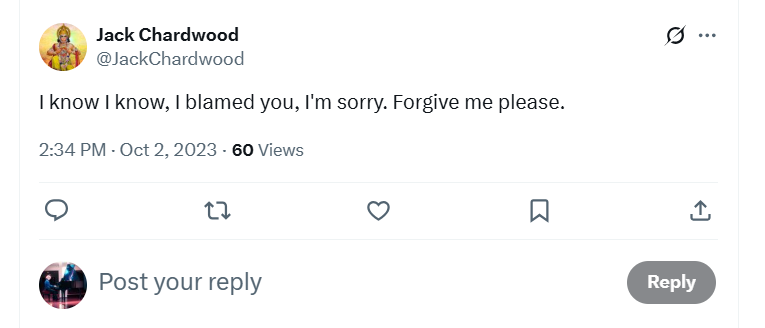 Jack Chardwood
@JackChardwood
I know I know, I blamed you, I'm sorry. Forgive me please.
2:34 PM · Oct 2, 2023 · 60 Views
Post your reply
Reply